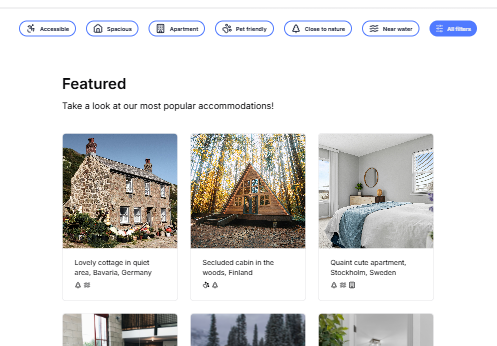 Accessible
Spacious
Apartment
Pet friendly
Close to nature
Near water
All filters
Featured
Take a look at our most popular accommodations!
Lovely cottage in quiet
area, Bavaria, Germany
Secluded cabin in the
woods, Finland
Quaint cute apartment,
Stockholm, Sweden